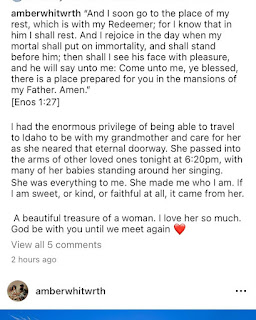 amberwhitwrth "And I soon go to the place of my
rest, which is with my Redeemer; for I know that in
him I shall rest. And I rejoice in the day when my
mortal shall put on immortality, and shall stand
before him; then shall I see his face with pleasure,
and he will say unto me: Come unto me, ye blessed,
there is a place prepared for you in the mansions of
my Father. Amen."
[Enos 1:27]
I had the enormous privilege of being able to travel
to Idaho to be with my grandmother and care for her
as she neared that eternal doorway. She passed into
the arms of other loved ones tonight at 6:20pm, with
many of her babies standing around her singing.
She was everything to me. She made me who I am. If
I am sweet, or kind, or faithful at all, it came from her.
A beautiful treasure of a woman. I love her so much.
God be with you until we meet again ❤️
View all 5 comments
2 hours ago
amberwhitwrth